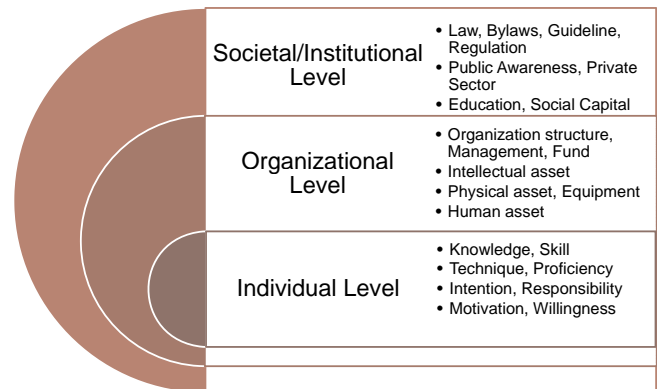 Societal/Institutional
Level
• Law, Bylaws, Guideline,
Regulation
• Public Awareness, Private
Sector
• Education, Social Capital
Organizational
Level
• Organization structure,
Management, Fund
• Intellectual asset
• Physical asset, Equipment
• Human asset
Individual Level
• Knowledge, Skill
• Technique, Proficiency
• Intention, Responsibility
• Motivation, Willingness